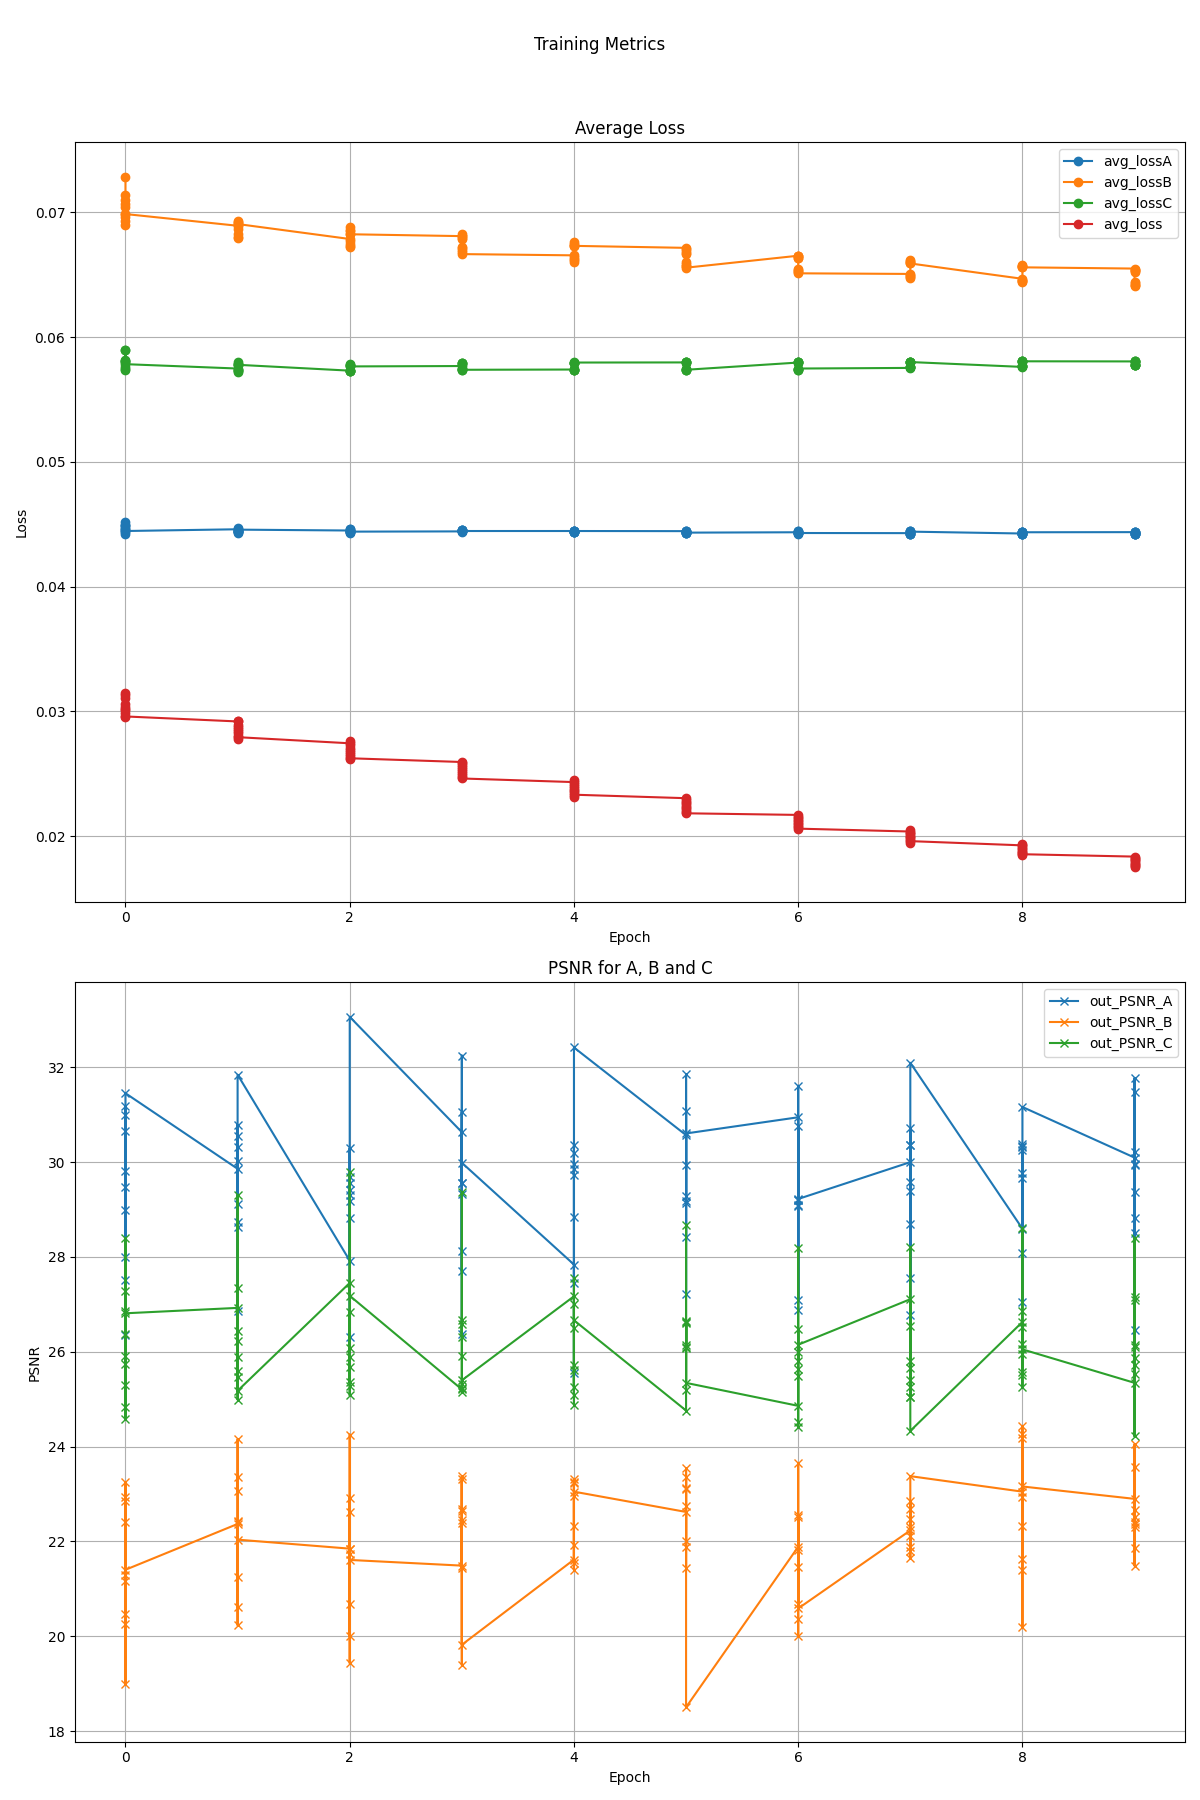 Training Metrics
Average Loss
avg_lossA
avg_lossB
avg_lossC
avg_loss
0.07
0.06
0.05
0.04
0.03
0.02
Loss
0 2 4 6 8
Epoch
PSNR for A, B and C
out_PSNR_A
out_PSNR_B
out_PSNR_C
32
30
28
26
24
22
20
18
PSNR
0 2 4 6 8
Epoch